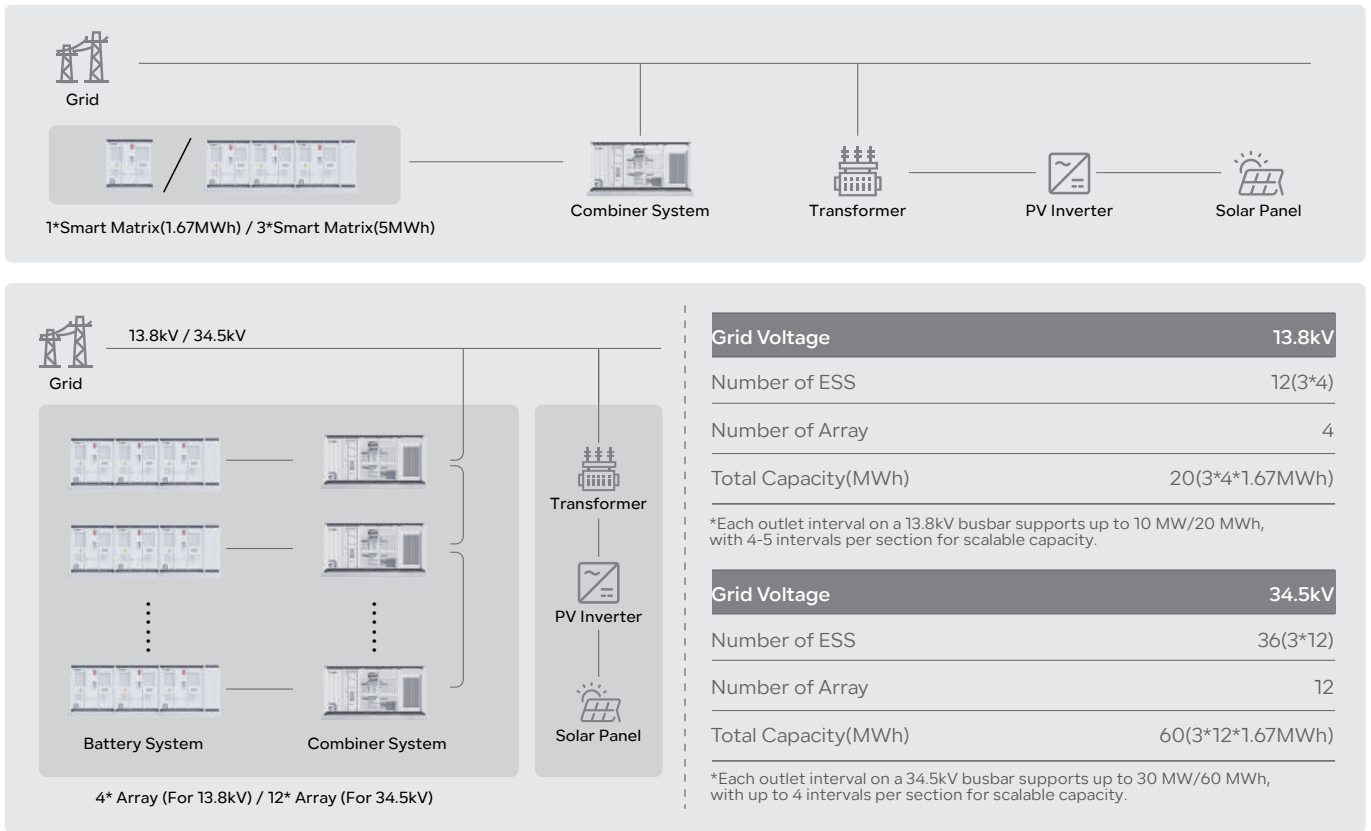 Grid
1*Smart Matrix(1.67MWh) / 3*Smart Matrix(5MWh)
Combiner System
Transformer
PV Inverter
Solar Panel
13.8kV / 34.5kV
Grid
Transformer
PV Inverter
Solar Panel
Battery System
Combiner System
4* Array (For 13.8kV) / 12* Array (For 34.5kV)
Grid Voltage 13.8kV
Number of ESS 12(3*4)
Number of Array 4
Total Capacity(MWh) 20(3*4*1.67MWh)
*Each outlet interval on a 13.8kV busbar supports up to 10 MW/20 MWh,
with 4-5 intervals per section for scalable capacity.
Grid Voltage 34.5kV
Number of ESS 36(3*12)
Number of Array 12
Total Capacity(MWh) 60(3*12*1.67MWh)
*Each outlet interval on a 34.5kV busbar supports up to 30 MW/60 MWh,
with up to 4 intervals per section for scalable capacity.